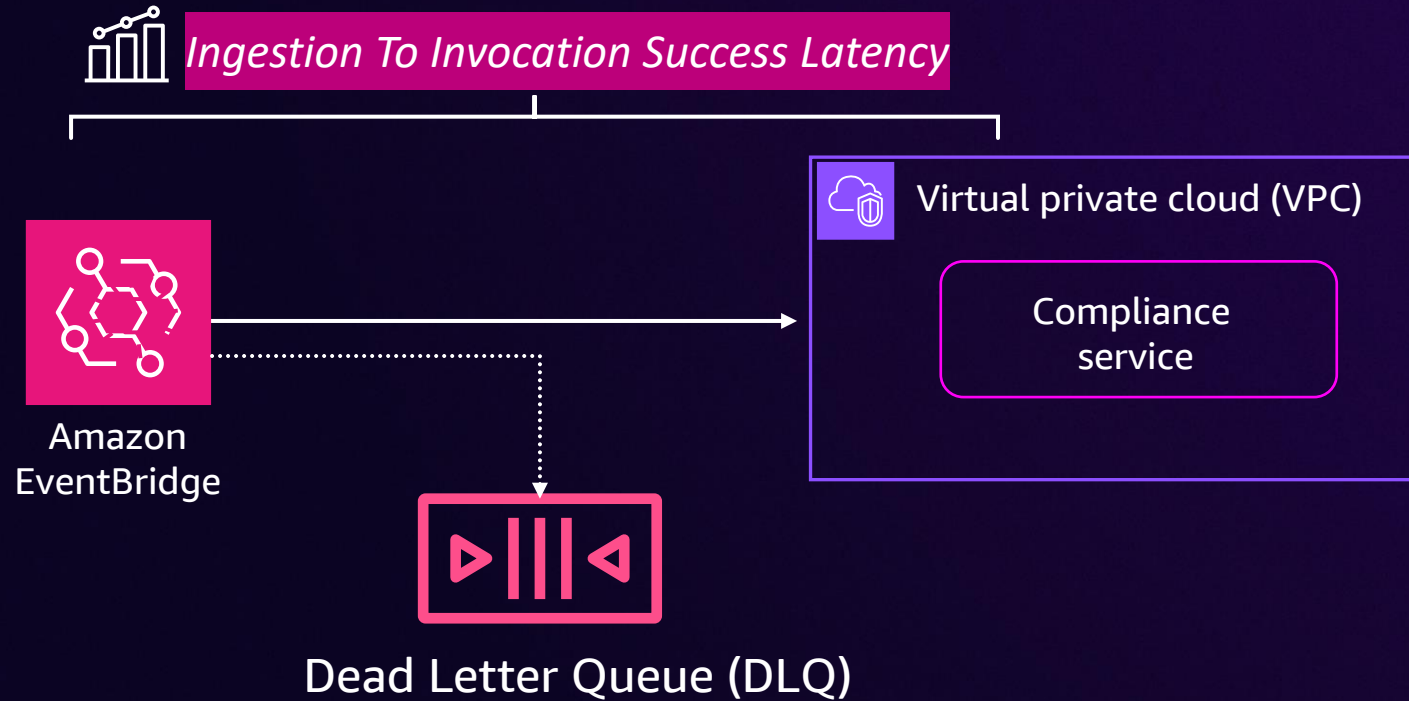 Ingestion To Invocation Success Latency
Virtual private cloud (VPC)
Compliance
service
Amazon
EventBridge
Dead Letter Queue (DLQ)